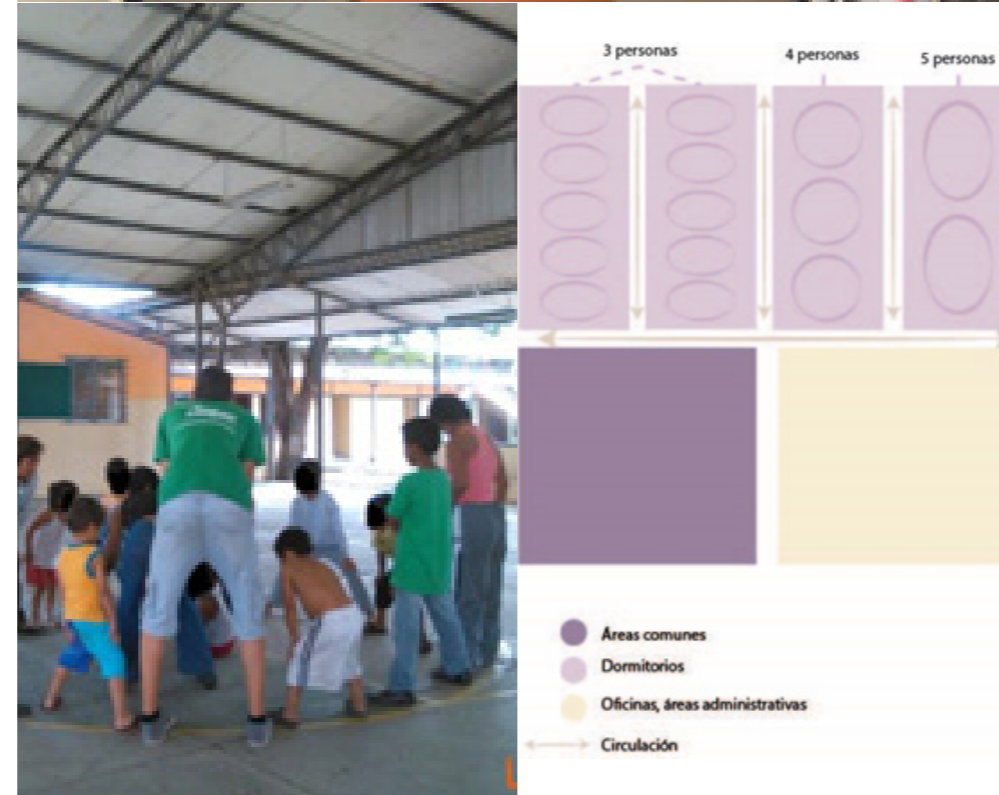 3 personas
4 personas
5 personas
Áreas comunes
Dormitorios
Oficinas, áreas administrativas
Circulación